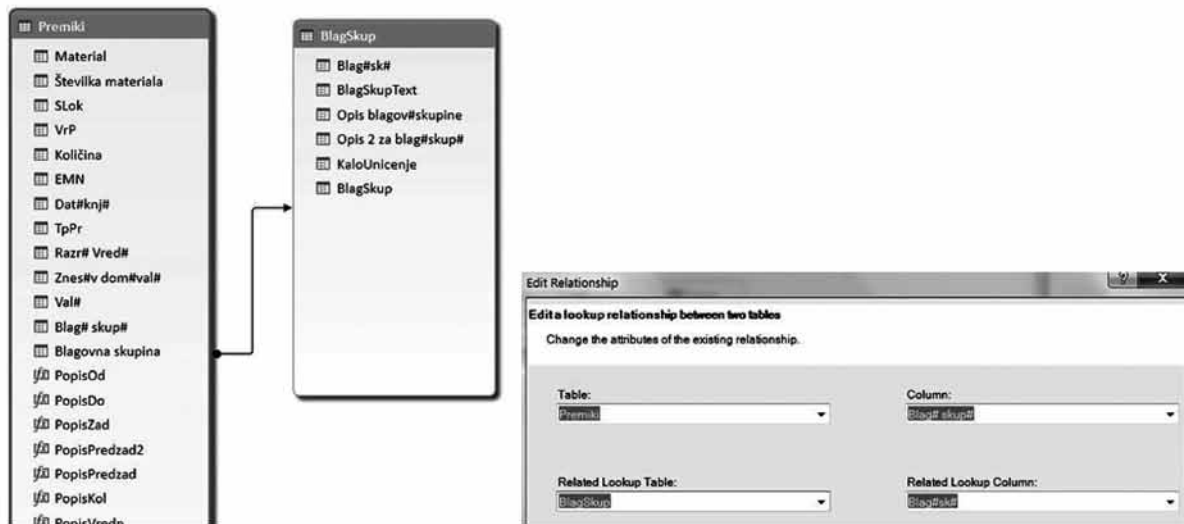 Premiki
Material
Številka materiala
SLok
VrP
Količina
EMN
Dat#knj#
TpPr
Razr# Vred#
Znes#v dom#val#
Val#
Blag# skup#
Blagovna skupina
PopisOd
PopisDo
PopisZad
PopisPredzad2
PopisPredzad
PopisKol
PopisVredn
BlagSkup
Blag#sk#
BlagSkupText
Opis blagov#skupine
Opis 2 za blag#skup#
KaloUnicenje
BlagSkup
Edit Relationship
Edit a lookup relationship between two tables
Change the attributes of the existing relationship.
Table:
Column:
Premiki
Blag# skup#
Related Lookup Table:
Related Lookup Column:
BlagSkup
Blag#sk#